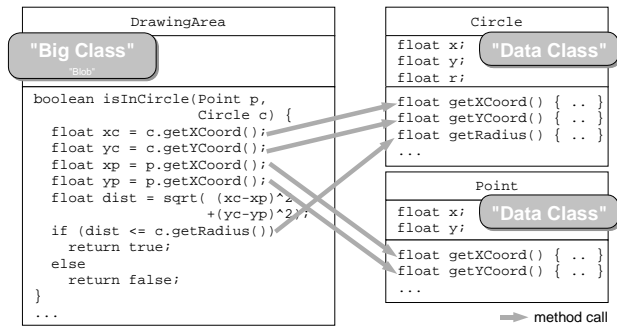 DrawingArea
"Big Class"
"Blob"
boolean isInCircle(Point p,
Circle c) {
float xc = c.getXCoord();
float yc = c.getYCoord();
float xp = p.getXCoord();
float yp = p.getXCoord();
float dist = sqrt( (xc-xp)^2
+(yc-yp)^2);
if (dist <= c.getRadius())
return true;
else
return false;
}
...
Circle
float x;
float y;
float r;
"Data Class"
float getXCoord() { .. }
float getYCoord() { .. }
float getRadius() { .. }
...
Point
float x;
float y;
"Data Class"
float getXCoord() { .. }
float getYCoord() { .. }
...
method call